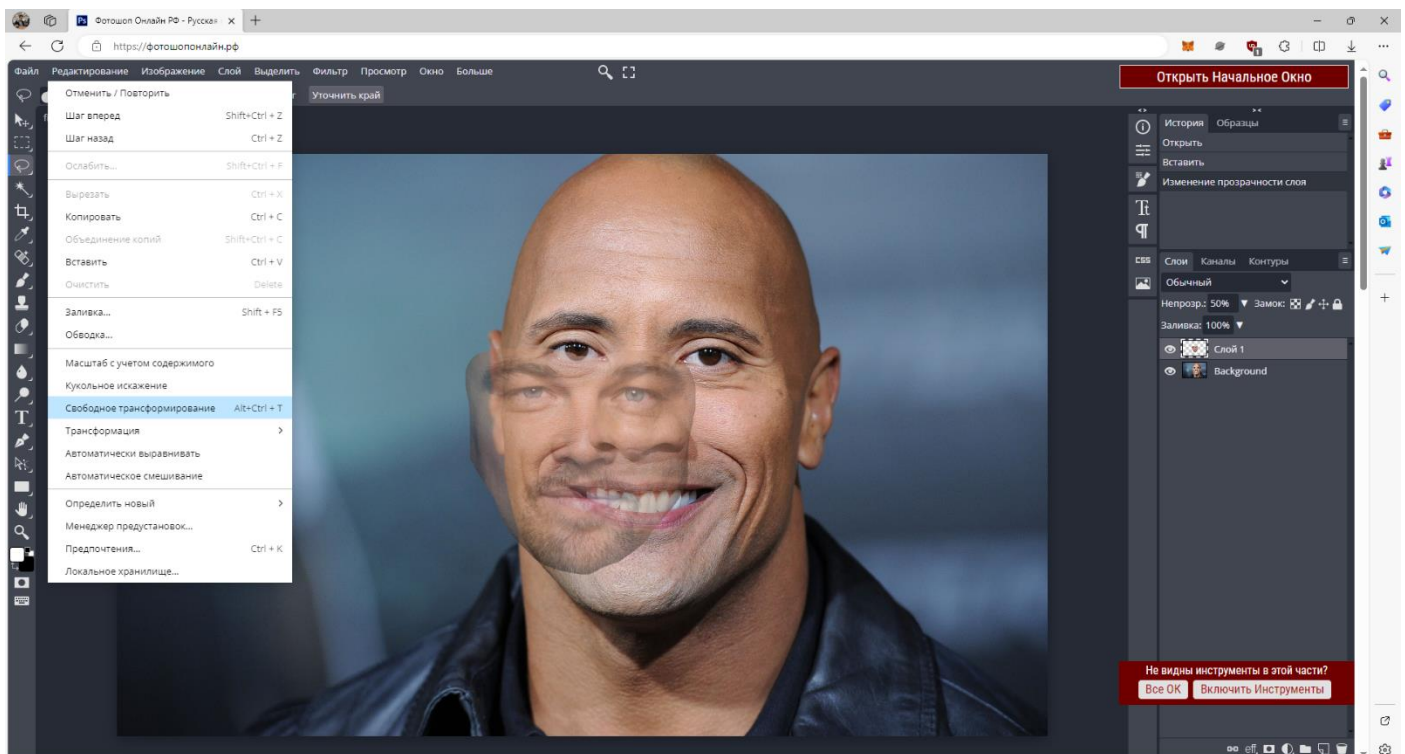 Фотошоп Онлайн РФ - Русская
https://фотошопонлайн.рф
Файл Редактирование Изображение Слой Выделить Фильтр Просмотр Окно Больше
Открыть Начальное Окно
Уточнить край
Отменить / Повторить
Шаг вперед Shift+Ctrl + Z
Шаг назад Ctrl + Z
Ослабить... Shift+Ctrl + F
Вырезать Ctrl + X
Копировать Ctrl + C
Объединение копий Shift+Ctrl + C
Вставить Ctrl + V
Очистить Delete
Заливка... Shift + F5
Обводка...
Масштаб с учетом содержимого
Кукольное искажение
Свободное трансформирование Alt+Ctrl + T
Трансформация
Автоматически выравнивать
Автоматическое смешивание
Определить новый
Менеджер предустановок...
Предпочтения... Ctrl + K
Локальное хранилище...
История Образцы
Открыть
Вставить
Изменение прозрачности слоя
CSS
Слои Каналы Контуры
Обычный
Непрозр.: 50% Замок:
Заливка: 100%
Слой 1
Background
Не видны инструменты в этой части?
Все ОК Включить Инструменты
eff